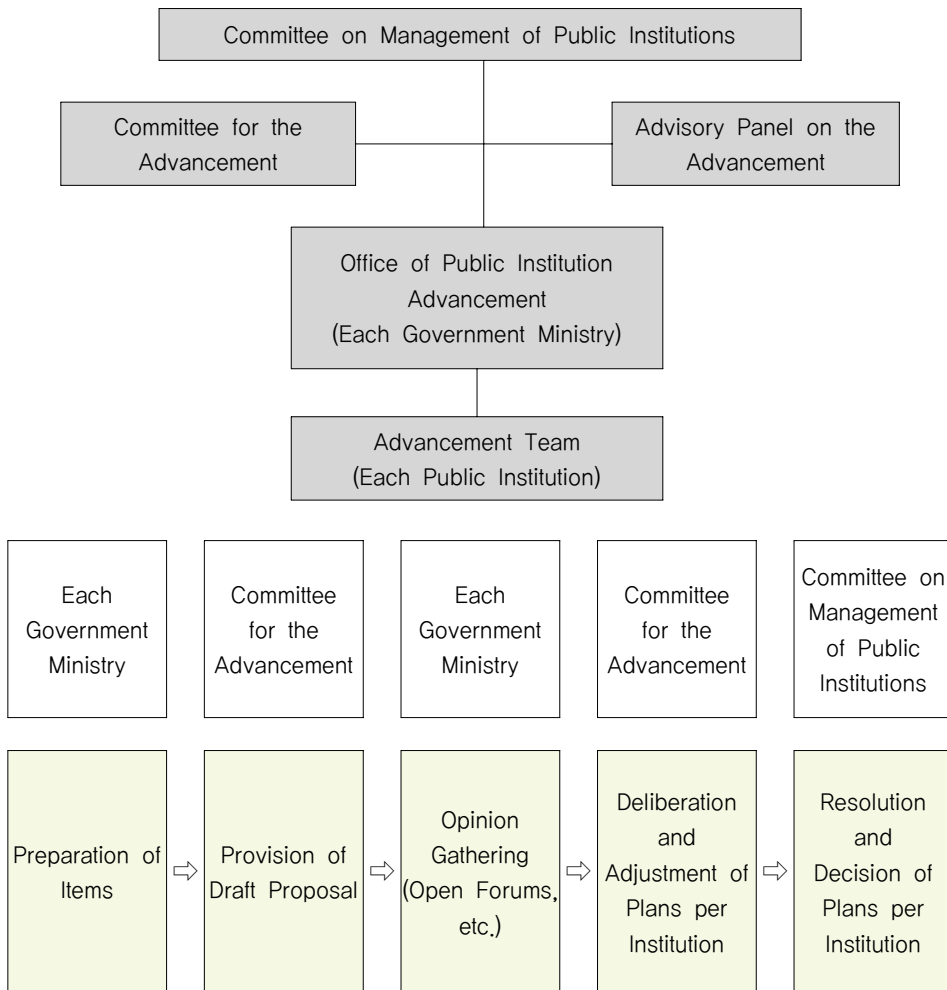 Committee on Management of Public Institutions
Committee for the
Advancement
Advisory Panel on the
Advancement
Office of Public Institution
Advancement
(Each Government Ministry)
Advancement Team
(Each Public Institution)
Each
Government
Ministry
Committee
for the
Advancement
Each
Government
Ministry
Committee
for the
Advancement
Committee on
Management
of Public
Institutions
Preparation of
Items
Provision of
Draft Proposal
Opinion
Gathering
(Open Forums,
etc.)
Deliberation
and
Adjustment of
Plans per
Institution
Resolution
and
Decision of
Plans per
Institution